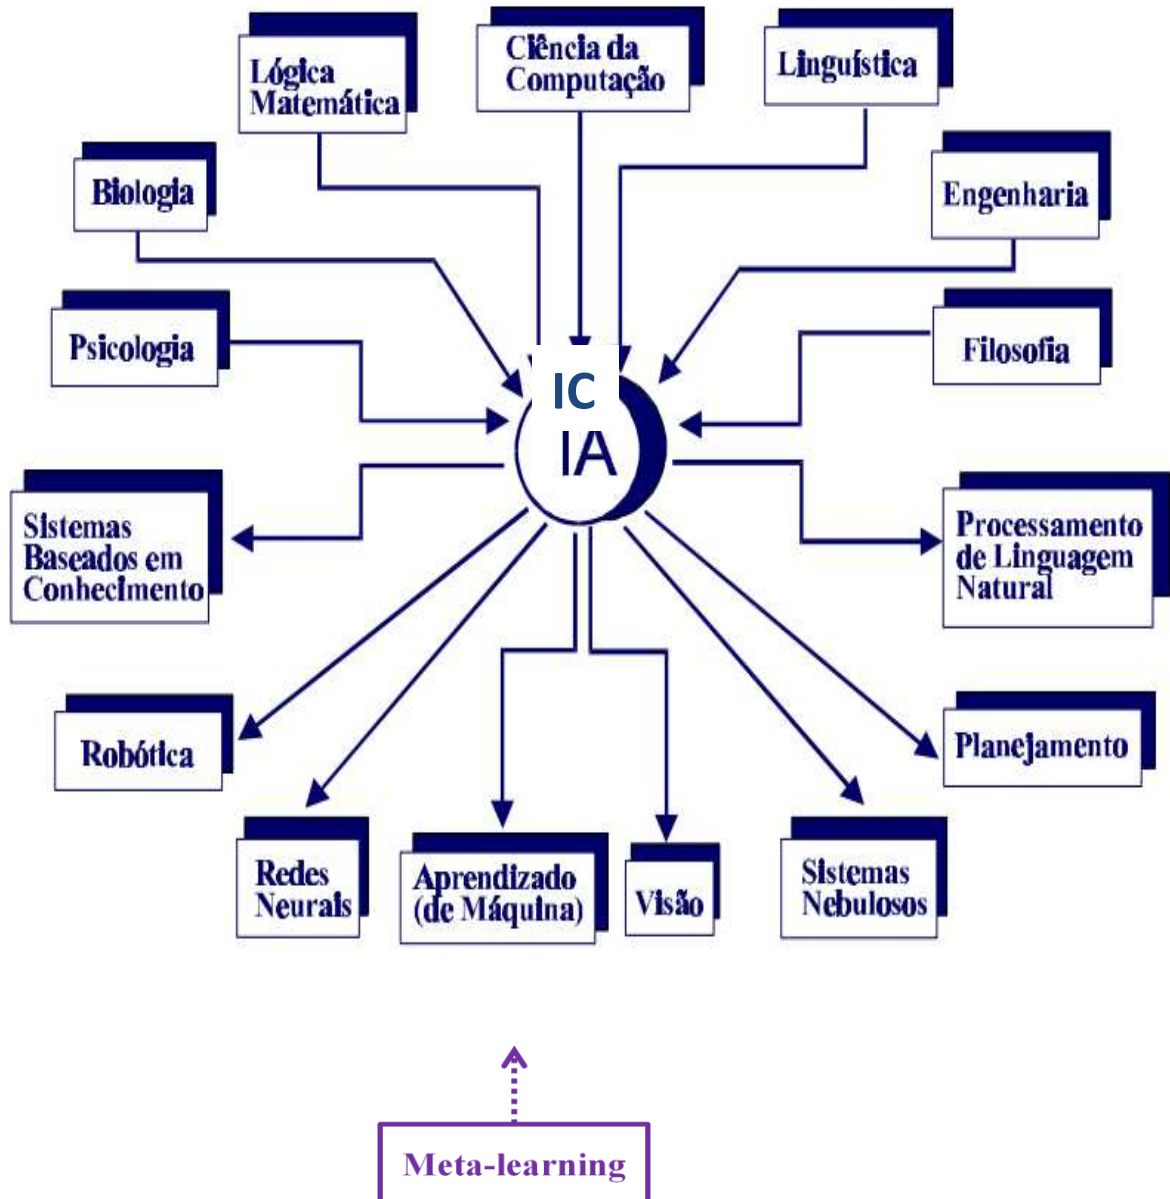 Lógica
Matemática
Ciência da
Computação
Linguística
Biologia
Engenharia
Psicologia
Filosofia
IC
IA
Sistemas
Baseados em
Conhecimento
Processamento
de Linguagem
Natural
Robótica
Planejamento
Redes
Neurais
Aprendizado
(de Máquina)
Visão
Sistemas
Nebulosos
Meta-learning